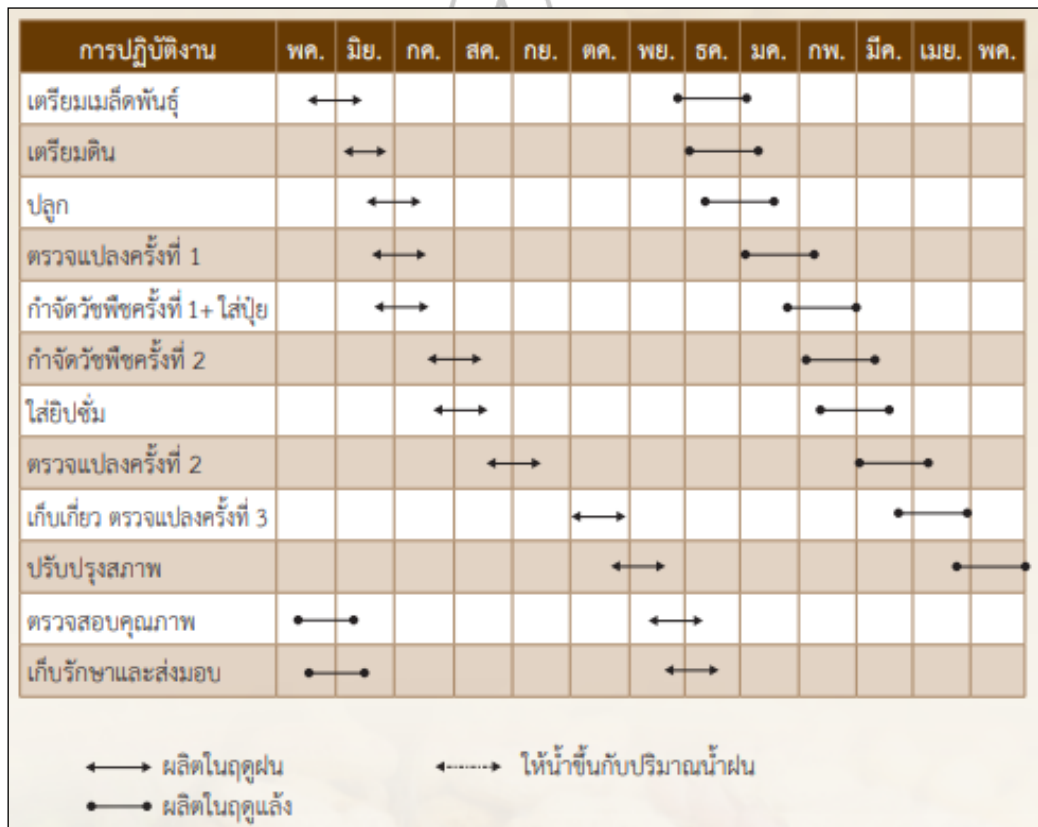 การปฏิบัติงาน พค. มิย. กค. สค. กย. ตค. พย. ธค. มค. กพ. มีค. เมย. พค.
เตรียมเมล็ดพันธุ์
เตรียมดิน
ปลูก
ตรวจแปลงครั้งที่ 1
กำจัดวัชพืชครั้งที่ 1+ ใส่ปุ๋ย
กำจัดวัชพืชครั้งที่ 2
ใส่ยิปซั่ม
ตรวจแปลงครั้งที่ 2
เก็บเกี่ยว ตรวจแปลงครั้งที่ 3
ปรับปรุงสภาพ
ตรวจสอบคุณภาพ
เก็บรักษาและส่งมอบ
ผลิตในฤดูฝน ให้น้ำขึ้นกับปริมาณน้ำฝน
ผลิตในฤดูแล้ง